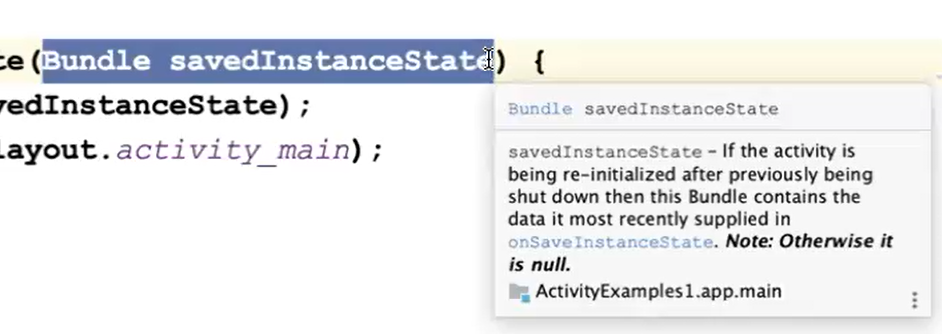 te(Bundle savedInstanceState) {
vedInstanceState);
layout.activity_main);
Bundle savedInstanceState
savedInstanceState – If the activity is
being re-initialized after previously being
shut down then this Bundle contains the
data it most recently supplied in
onSaveInstanceState. Note: Otherwise it
is null.
ActivityExamples1.app.main